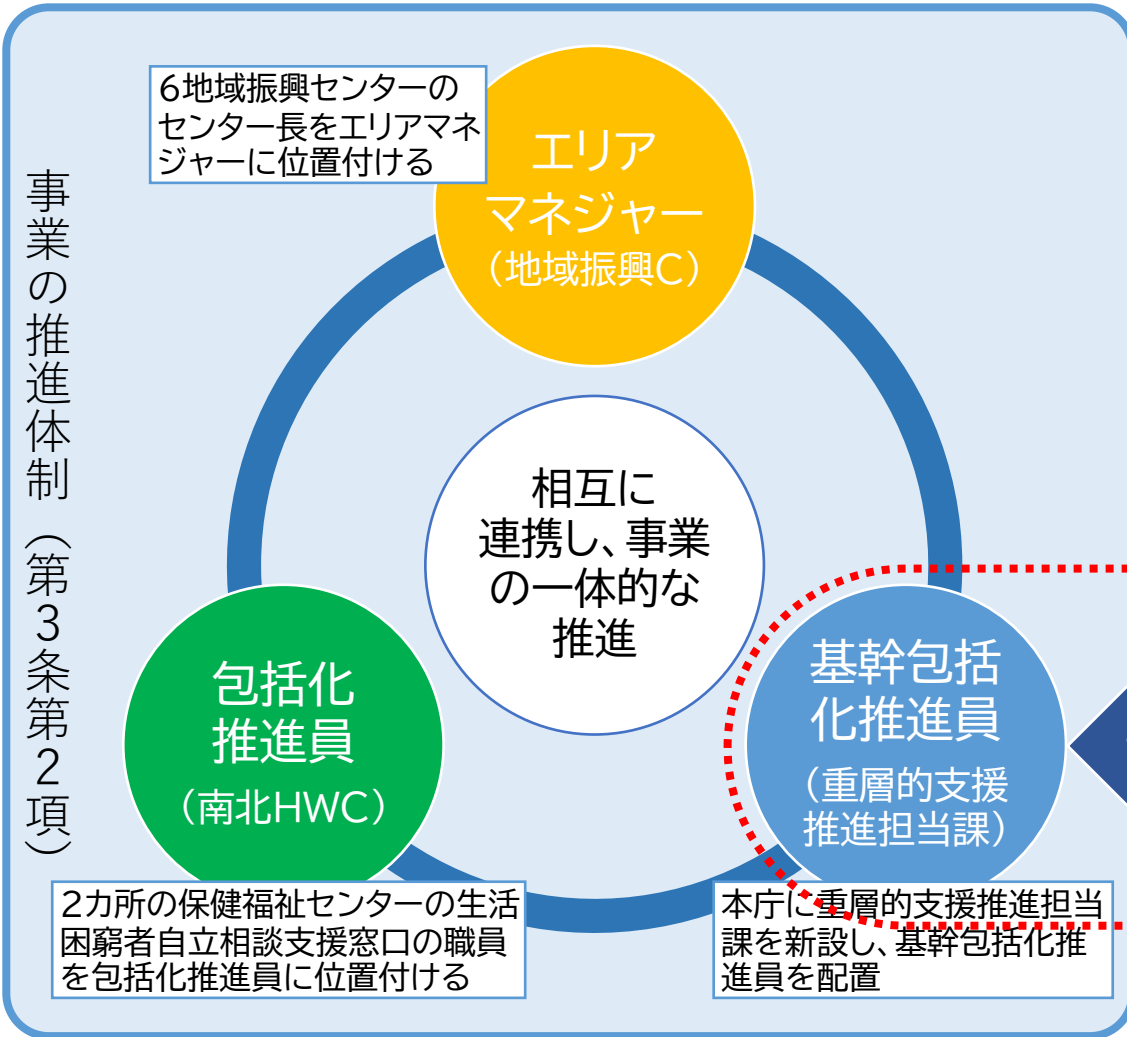 事業の推進体制（第3条第2項）
6地域振興センターの
センター長をエリアマネ
ジャーに位置付ける
エリア
マネジャー
（地域振興C）
相互に
連携し、事業
の一体的な
推進
包括化
推進員
（南北HWC）
2カ所の保健福祉センターの生活
困窮者自立相談支援窓口の職員
を包括化推進員に位置付ける
基幹包括
化推進員
（重層的支援
推進担当課）
本庁に重層的支援推進担当
課を新設し、基幹包括化推
進員を配置